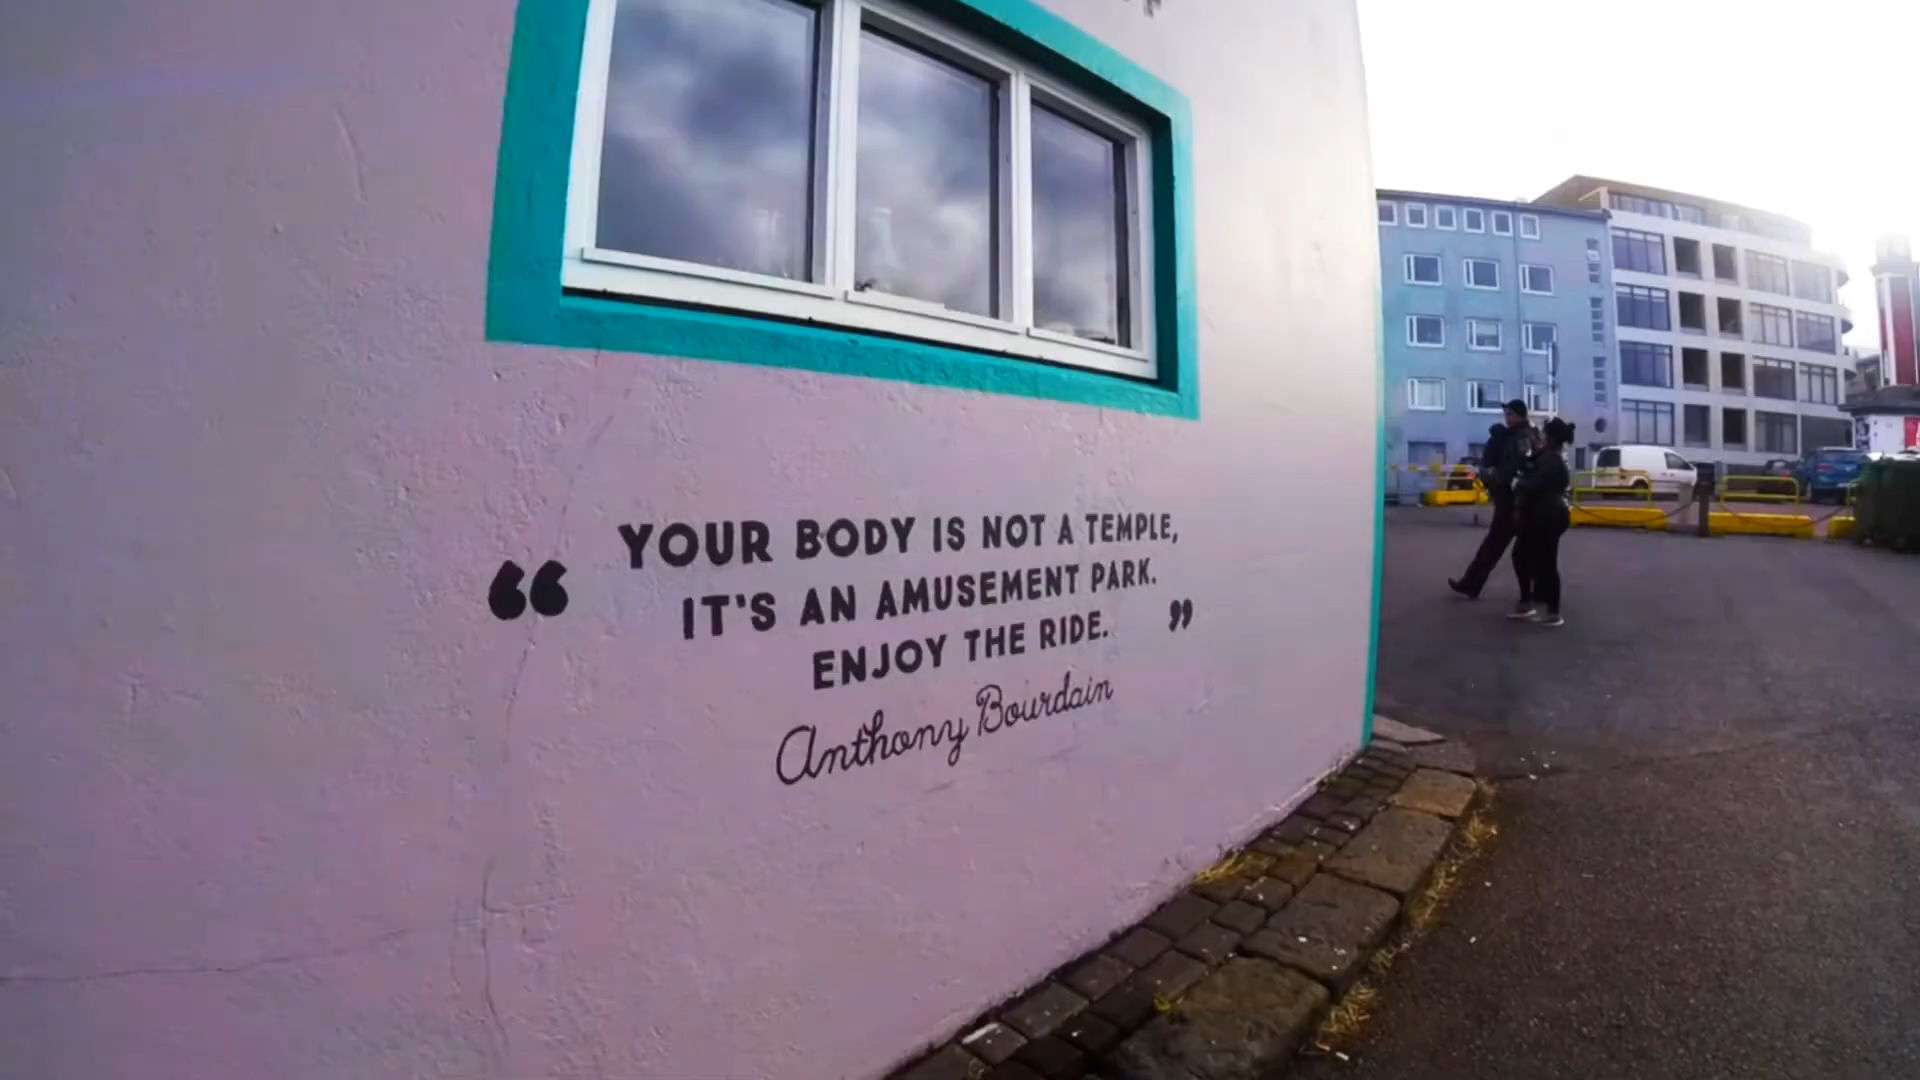 “ YOUR BODY IS NOT A TEMPLE,
IT'S AN AMUSEMENT PARK.
ENJOY THE RIDE. ”
Anthony Bourdain